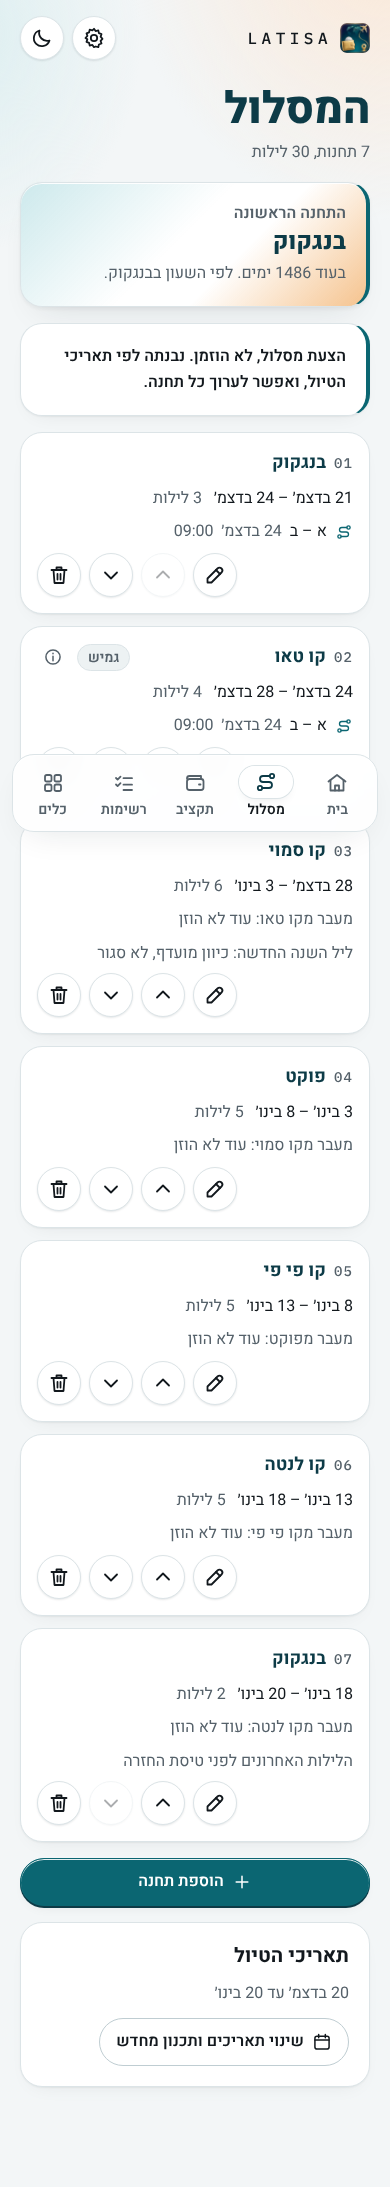 LATISA
המסלול
7 תחנות, 30 לילות
התחנה הראשונה
בנגקוק
בעוד 1486 ימים. לפי השעון בבנגקוק.
הצעת מסלול, לא הוזמן. נבנתה לפי תאריכי
הטיול, ואפשר לערוך כל תחנה.
01 בנגקוק
21 בדצמ׳ – 24 בדצמ׳ 3 לילות
א – ב 24 בדצמ׳ 09:00
02 קו טאו גמיש
24 בדצמ׳ – 28 בדצמ׳ 4 לילות
א – ב 24 בדצמ׳ 09:00
בית מסלול תקציב רשימות כלים
03 קו סמוי
28 בדצמ׳ – 3 בינו׳ 6 לילות
מעבר מקו טאו: עוד לא הוזן
ליל השנה החדשה: כיוון מועדף, לא סגור
04 פוקט
3 בינו׳ – 8 בינו׳ 5 לילות
מעבר מקו סמוי: עוד לא הוזן
05 קו פי פי
8 בינו׳ – 13 בינו׳ 5 לילות
מעבר מפוקט: עוד לא הוזן
06 קו לנטה
13 בינו׳ – 18 בינו׳ 5 לילות
מעבר מקו פי פי: עוד לא הוזן
07 בנגקוק
18 בינו׳ – 20 בינו׳ 2 לילות
מעבר מקו לנטה: עוד לא הוזן
הלילות האחרונים לפני טיסת החזרה
הוספת תחנה
תאריכי הטיול
20 בדצמ׳ עד 20 בינו׳
שינוי תאריכים ותכנון מחדש